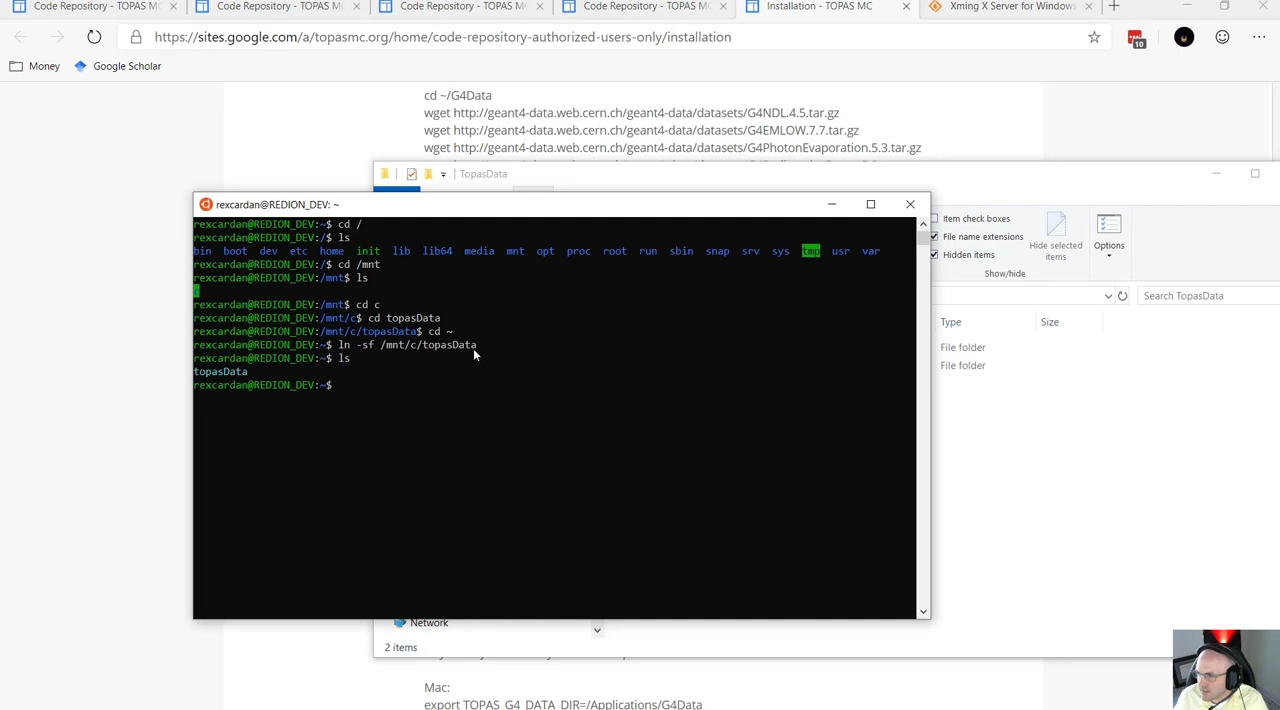 Code Repository - TOPAS MC
Code Repository - TOPAS MC
Code Repository - TOPAS MC
Code Repository - TOPAS MC
Installation - TOPAS MC
Xming X Server for Windows
https://sites.google.com/a/topasmc.org/home/code-repository-authorized-users-only/installation
10
Money
Google Scholar
cd ~/G4Data
wget http://geant4-data.web.cern.ch/geant4-data/datasets/G4NDL.4.5.tar.gz
wget http://geant4-data.web.cern.ch/geant4-data/datasets/G4EMLOW.7.7.tar.gz
wget http://geant4-data.web.cern.ch/geant4-data/datasets/G4PhotonEvaporation.5.3.tar.gz
TopasData
rexcardan@REDION_DEV: ~
rexcardan@REDION_DEV:~$ cd /
rexcardan@REDION_DEV:/$ ls
bin boot dev etc home init lib lib64 media mnt opt proc root run sbin snap srv sys tmp usr var
rexcardan@REDION_DEV:/$ cd /mnt
rexcardan@REDION_DEV:/mnt$ ls
c
rexcardan@REDION_DEV:/mnt$ cd c
rexcardan@REDION_DEV:/mnt/c$ cd topasData
rexcardan@REDION_DEV:/mnt/c/topasData$ cd ~
rexcardan@REDION_DEV:~$ ln -sf /mnt/c/topasData
rexcardan@REDION_DEV:~$ ls
topasData
rexcardan@REDION_DEV:~$
Item check boxes
File name extensions
Hidden items
Hide selected
items
Options
Show/hide
Search TopasData
Type
Size
File folder
File folder
Network
2 items
Mac:
export TOPAS_G4_DATA_DIR=/Applications/G4Data